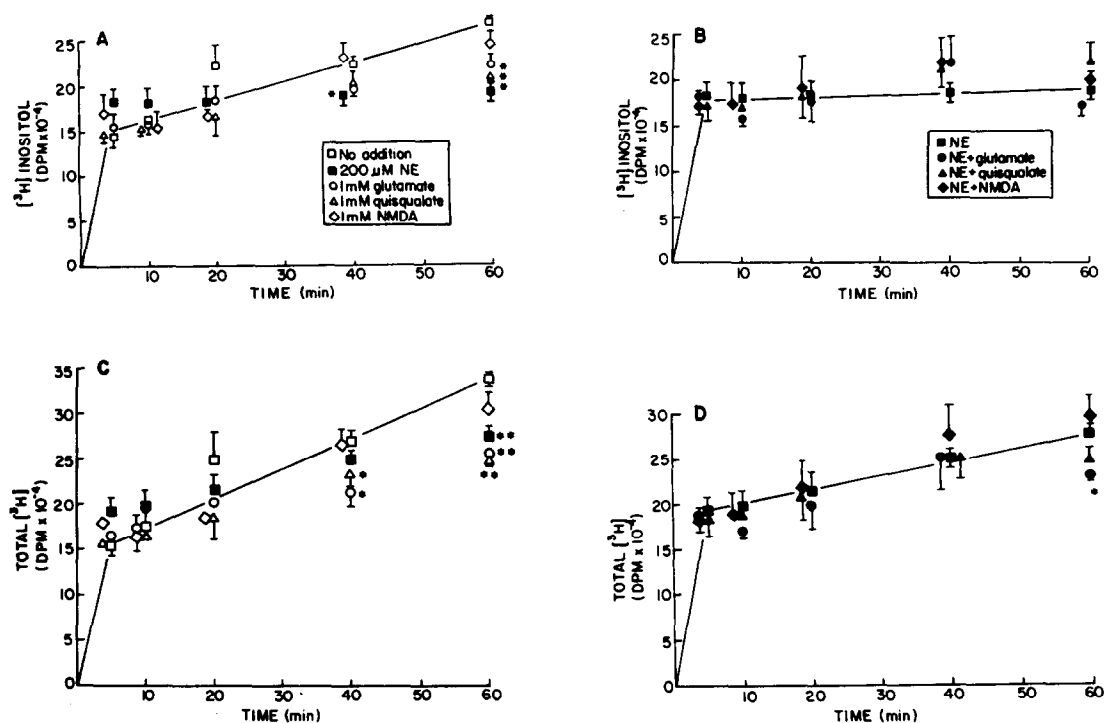 A
[³H] INOSITOL
(DPM x 10⁻⁴)
25
20
15
10
5
0
10 20 30 40 50 60
TIME (min)
□ No addition
■ 200 µM NE
○ 1mM glutamate
△ 1mM quisqualate
◇ 1mM NMDA
*
*
*
*
B
[³H] INOSITOL
(DPM x 10⁻⁴)
25
20
15
10
5
0
10 20 30 40 50 60
TIME (min)
■ NE
● NE+glutamate
▲ NE+quisqualate
◆ NE+NMDA
C
TOTAL [³H]
(DPM x 10⁻⁴)
35
30
25
20
15
10
5
0
10 20 30 40 50 60
TIME (min)
*
*
**
**
**
D
TOTAL [³H]
(DPM x 10⁻⁴)
30
25
20
15
10
5
0
10 20 30 40 50 60
TIME (min)
*